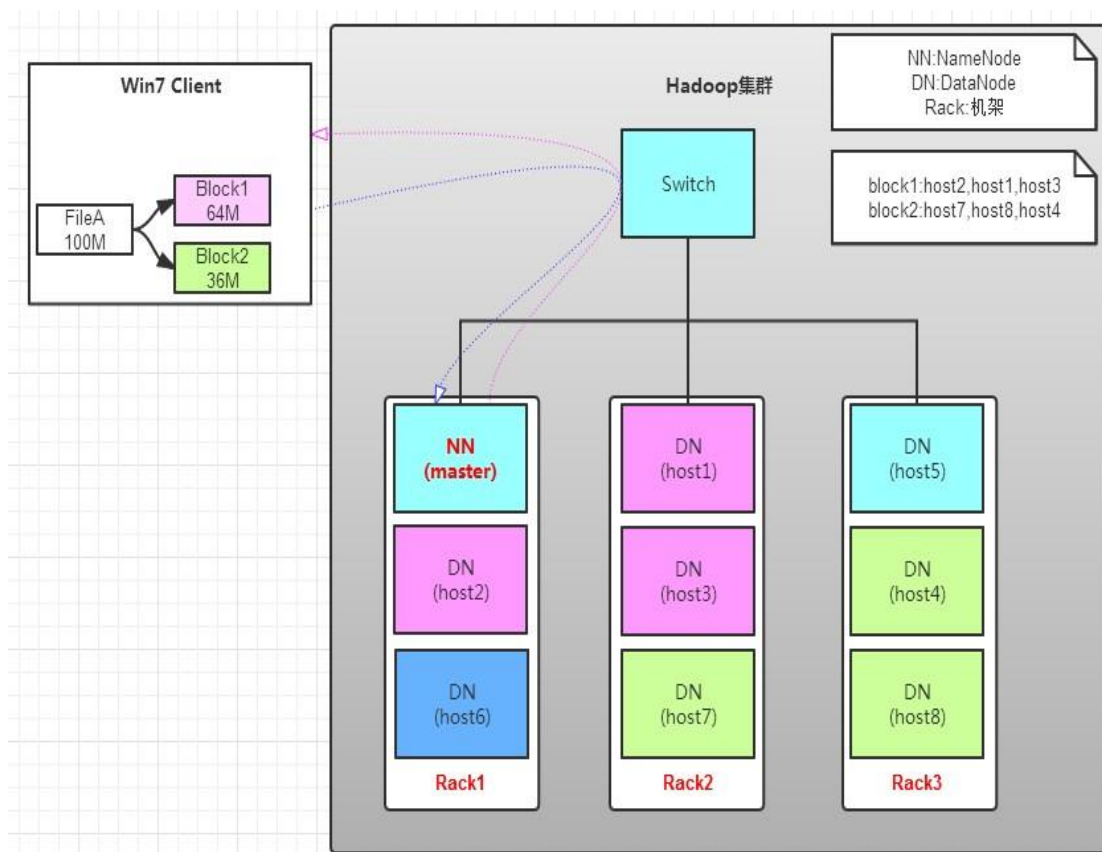 Win7 Client
FileA
100M
Block1
64M
Block2
36M
Hadoop集群
NN:NameNode
DN:DataNode
Rack:机架
block1:host2,host1,host3
block2:host7,host8,host4
Switch
NN
(master)
DN
(host2)
DN
(host6)
Rack1
DN
(host1)
DN
(host3)
DN
(host7)
Rack2
DN
(host5)
DN
(host4)
DN
(host8)
Rack3